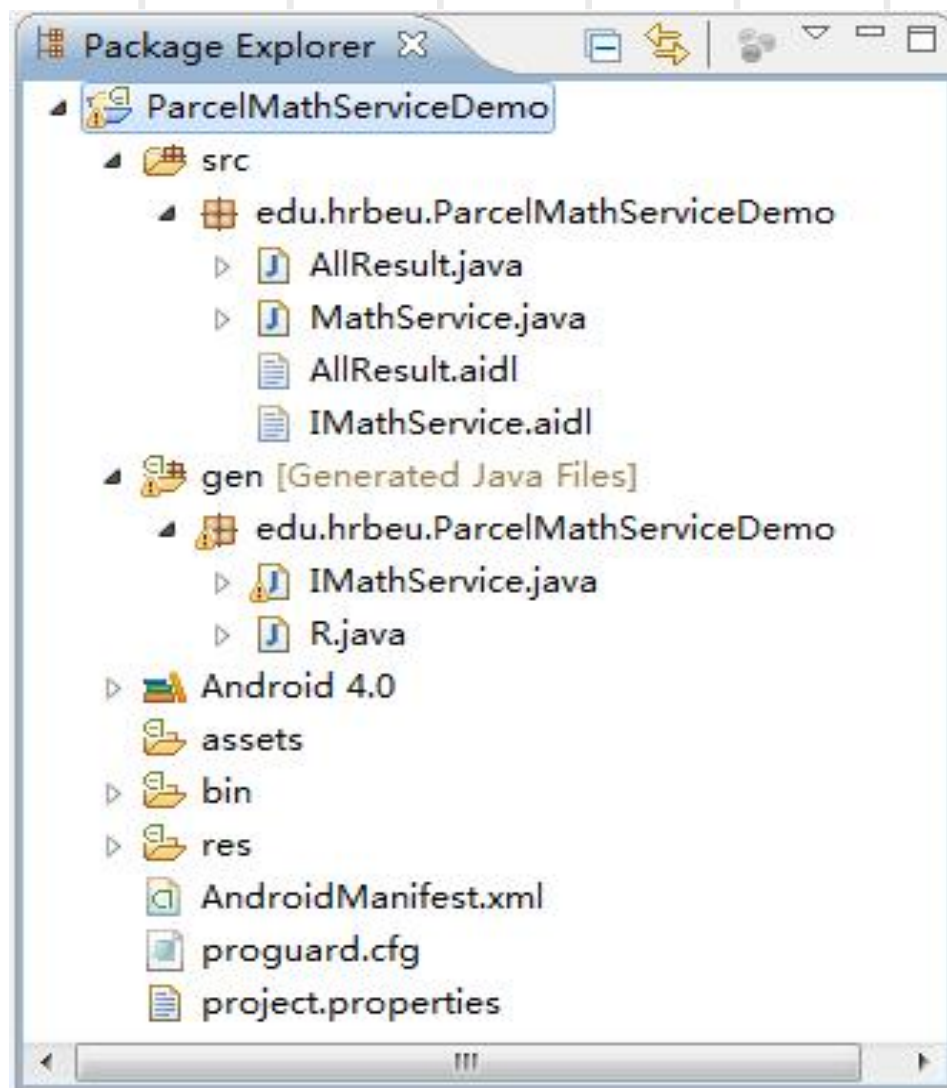 Package Explorer
ParcelMathServiceDemo
src
edu.hrbeu.ParcelMathServiceDemo
AllResult.java
MathService.java
AllResult.aidl
IMathService.aidl
gen [Generated Java Files]
edu.hrbeu.ParcelMathServiceDemo
IMathService.java
R.java
Android 4.0
assets
bin
res
AndroidManifest.xml
proguard.cfg
project.properties